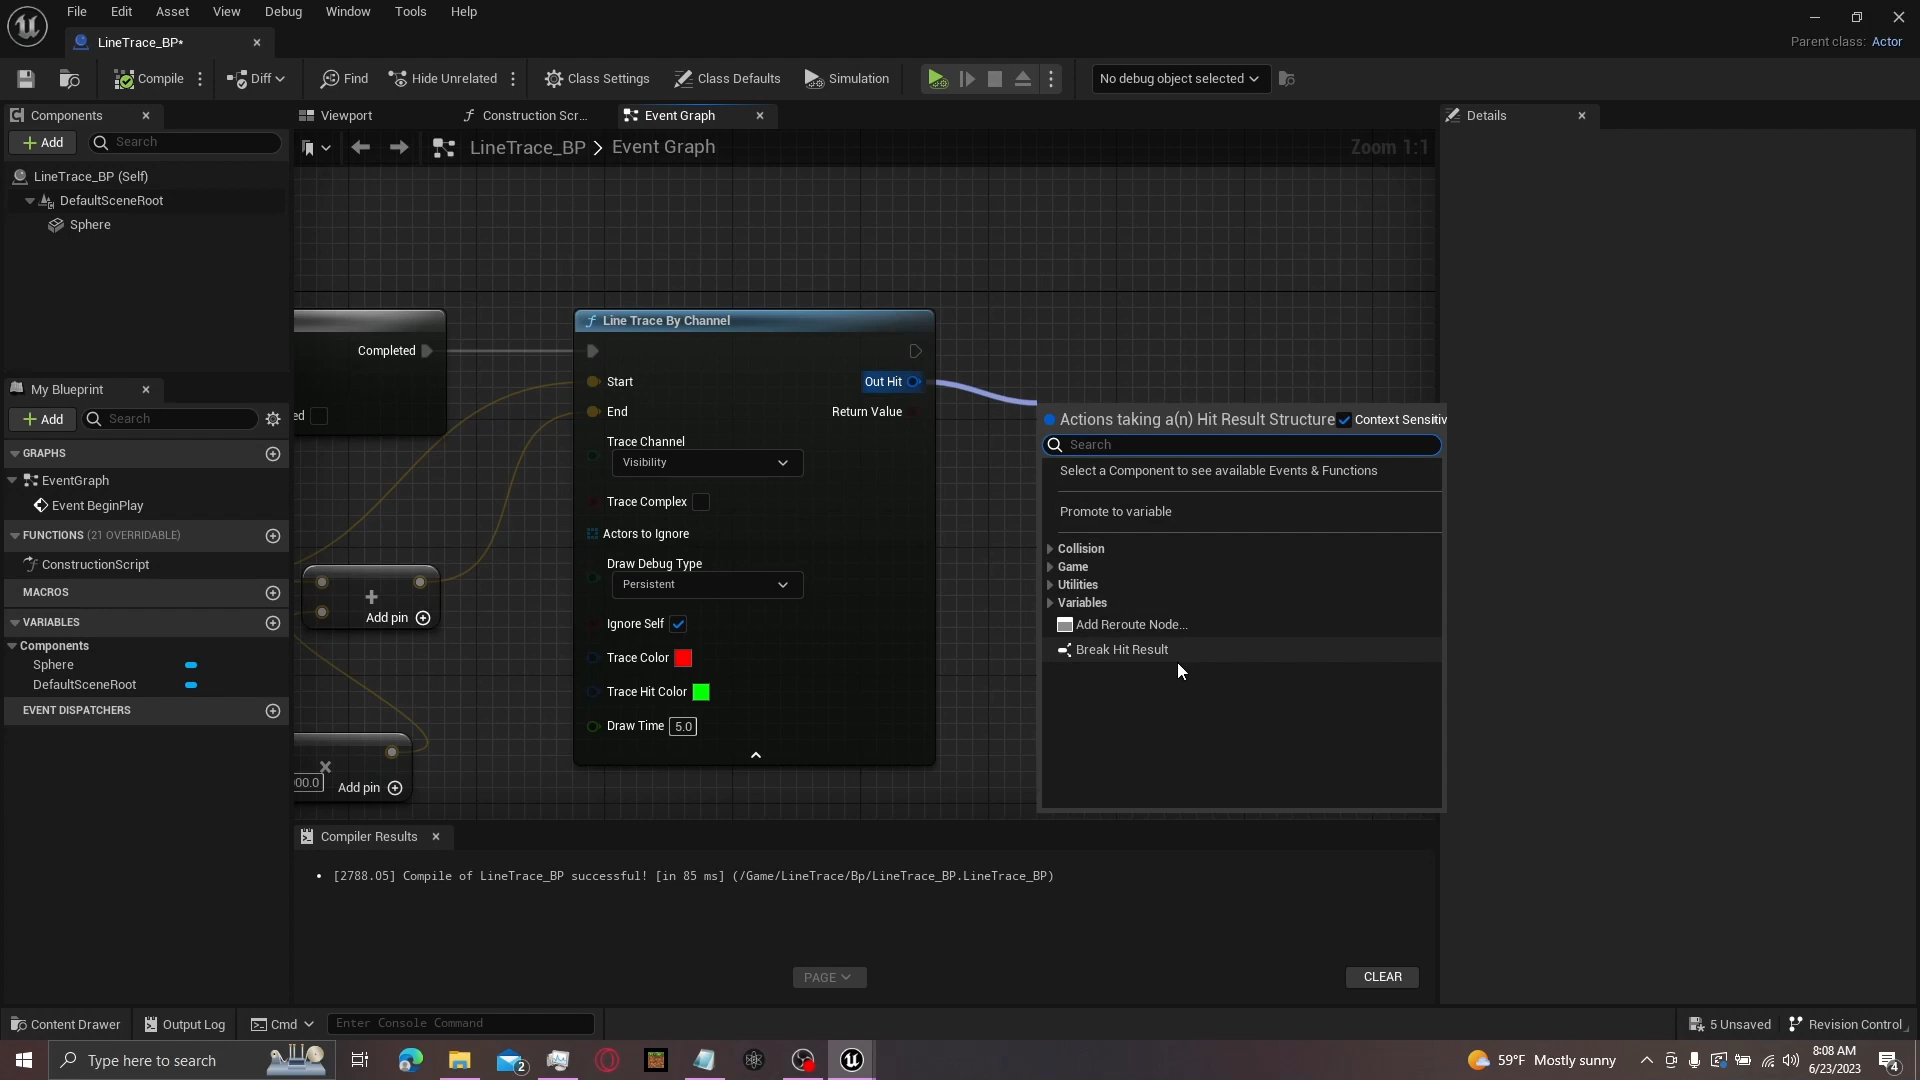 File Edit Asset View Debug Window Tools Help
LineTrace_BP*
Parent class: Actor
Compile Diff Find Hide Unrelated Class Settings Class Defaults Simulation No debug object selected
Components
Viewport Construction Scr... Event Graph
Details
Add Search
LineTrace_BP > Event Graph Zoom 1:1
LineTrace_BP (Self)
DefaultSceneRoot
Sphere
My Blueprint
Add Search
GRAPHS
EventGraph
Event BeginPlay
FUNCTIONS (21 OVERRIDABLE)
ConstructionScript
MACROS
VARIABLES
Components
Sphere
DefaultSceneRoot
EVENT DISPATCHERS
Completed
ed
Add pin
00.0 Add pin
Line Trace By Channel
Start Out Hit
End Return Value
Trace Channel
Visibility
Trace Complex
Actors to Ignore
Draw Debug Type
Persistent
Ignore Self
Trace Color
Trace Hit Color
Draw Time 5.0
Actions taking a(n) Hit Result Structure Context Sensitiv
Search
Select a Component to see available Events & Functions
Promote to variable
Collision
Game
Utilities
Variables
Add Reroute Node...
Break Hit Result
Compiler Results
[2788.05] Compile of LineTrace_BP successful! [in 85 ms] (/Game/LineTrace/Bp/LineTrace_BP.LineTrace_BP)
PAGE CLEAR
Content Drawer Output Log Cmd Enter Console Command 5 Unsaved Revision Control
Type here to search 2 59°F Mostly sunny 8:08 AM
6/23/2023 4